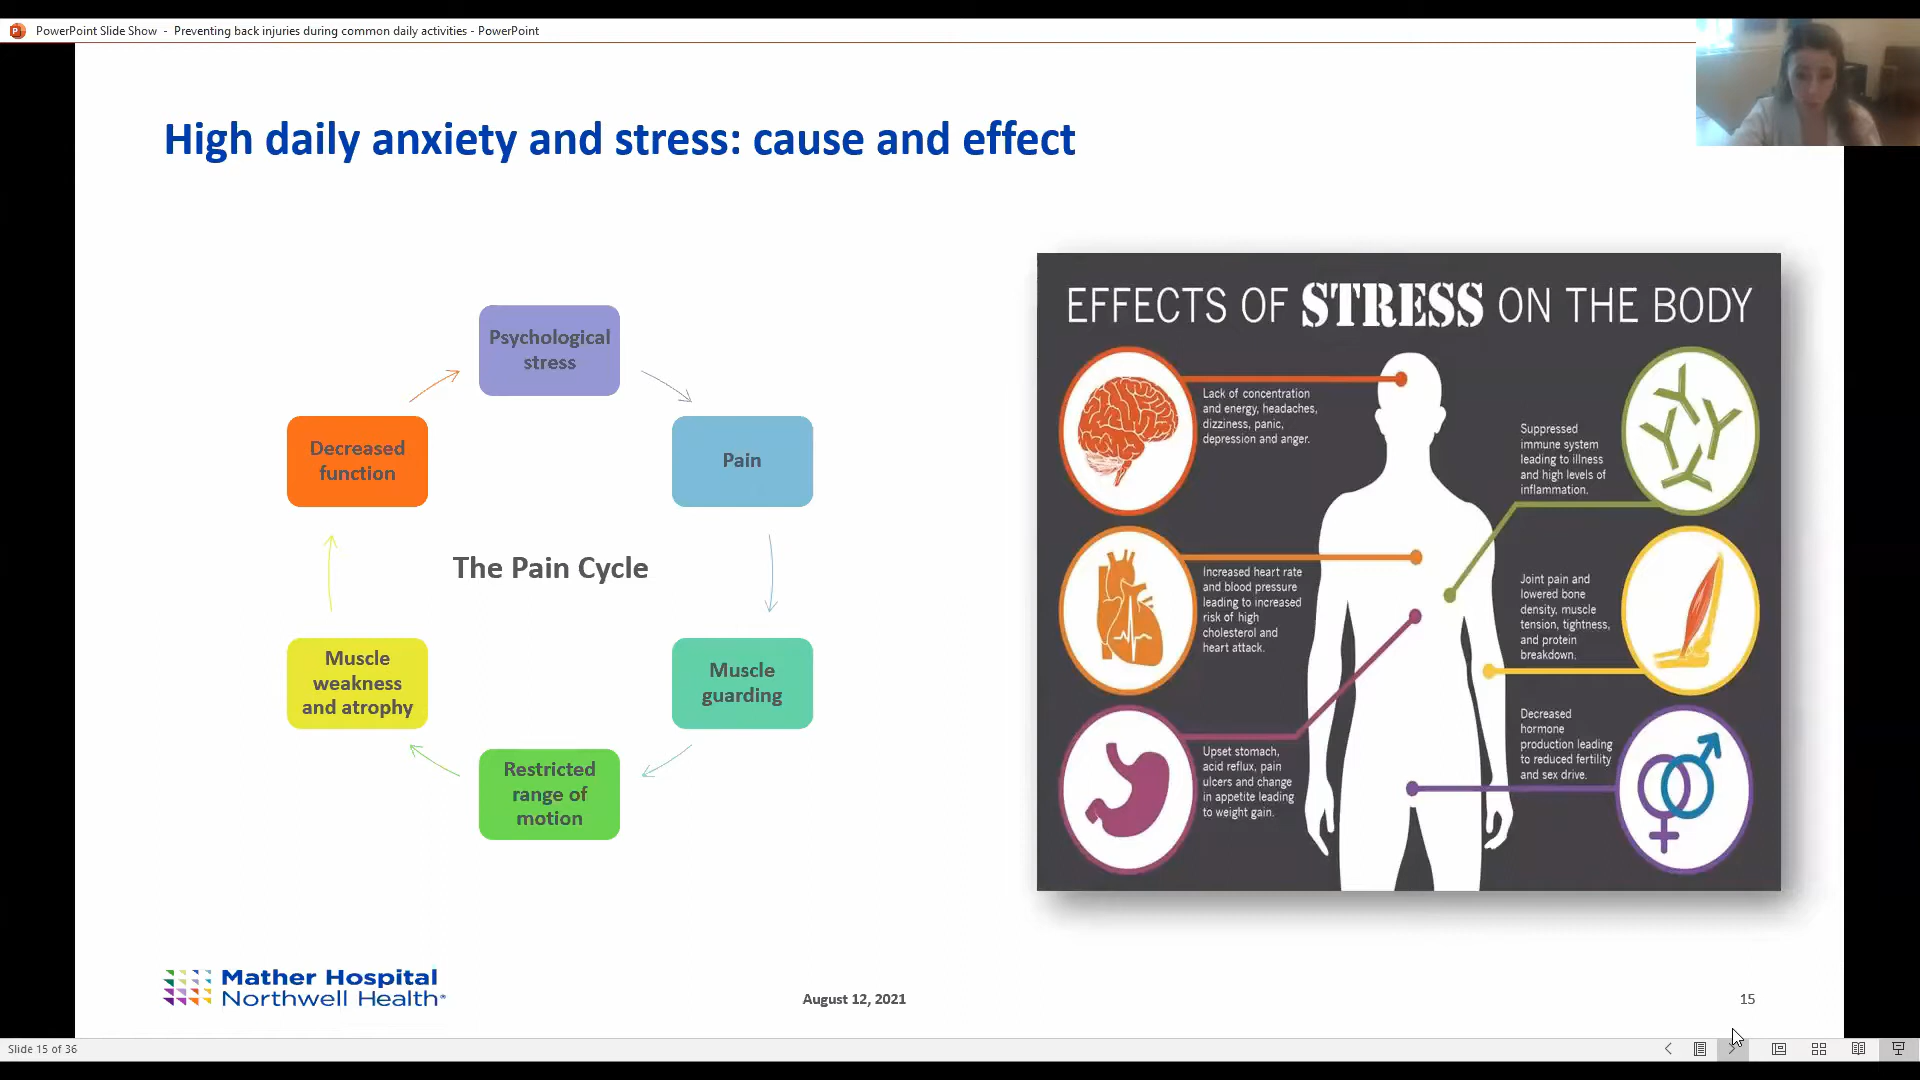 PowerPoint Slide Show - Preventing back injuries during common daily activities - PowerPoint
High daily anxiety and stress: cause and effect
Psychological
stress
Pain
Muscle
guarding
Restricted
range of
motion
Muscle
weakness
and atrophy
Decreased
function
The Pain Cycle
EFFECTS OF STRESS ON THE BODY
Lack of concentration
and energy, headaches,
dizziness, panic,
depression and anger.
Increased heart rate
and blood pressure
leading to increased
risk of high
cholesterol and
heart attack.
Upset stomach,
acid reflux, pain
ulcers and change
in appetite leading
to weight gain.
Suppressed
immune system
leading to illness
and high levels of
inflammation.
Joint pain and
lowered bone
density, muscle
tension, tightness,
and protein
breakdown.
Decreased
hormone
production leading
to reduced fertility
and sex drive.
Mather Hospital
Northwell Health®
August 12, 2021
15
Slide 15 of 36